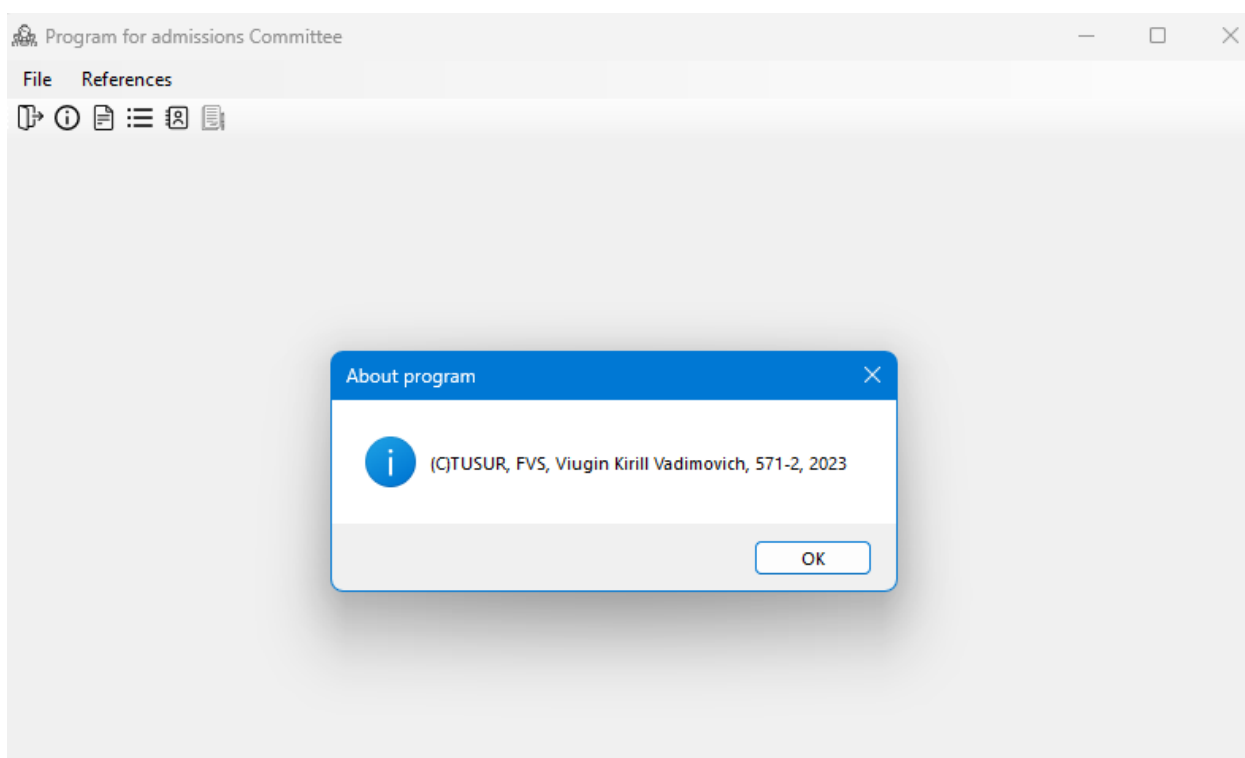 Program for admissions Committee
File References
About program
(C)TUSUR, FVS, Viugin Kirill Vadimovich, 571-2, 2023
OK